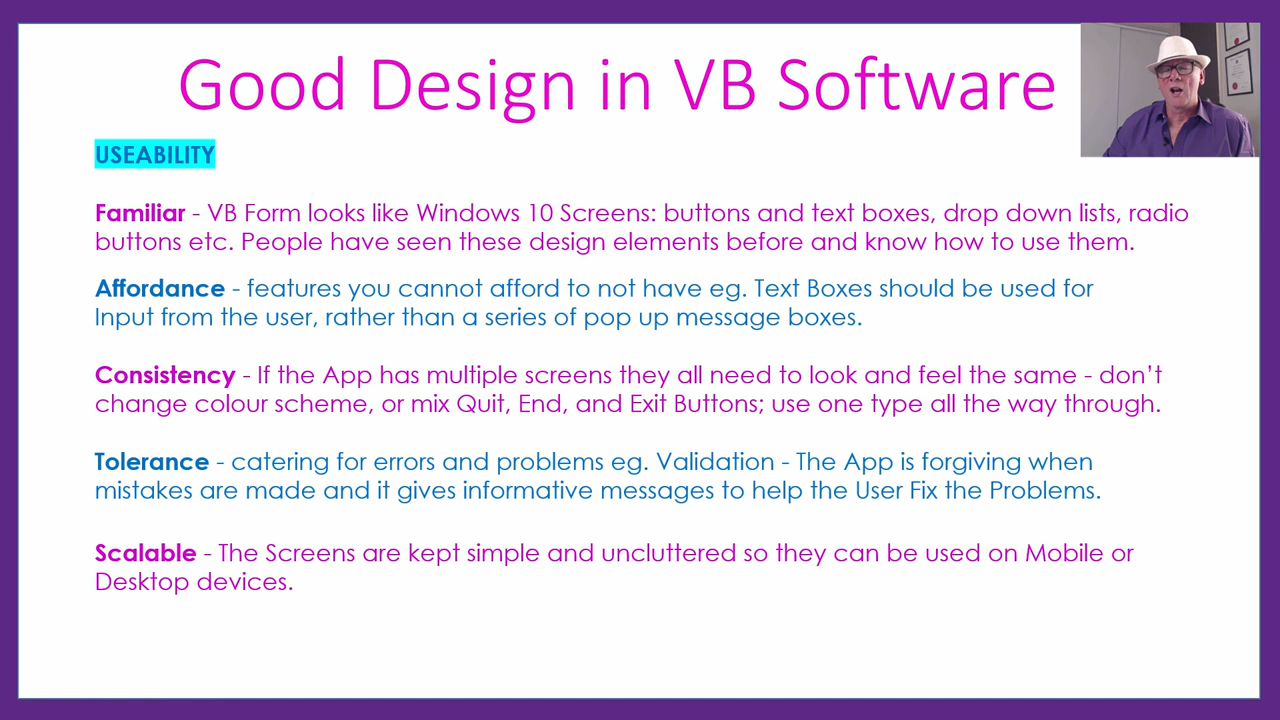 Good Design in VB Software
USEABILITY
Familiar - VB Form looks like Windows 10 Screens: buttons and text boxes, drop down lists, radio
buttons etc. People have seen these design elements before and know how to use them.
Affordance - features you cannot afford to not have eg. Text Boxes should be used for
Input from the user, rather than a series of pop up message boxes.
Consistency - If the App has multiple screens they all need to look and feel the same - don’t
change colour scheme, or mix Quit, End, and Exit Buttons; use one type all the way through.
Tolerance - catering for errors and problems eg. Validation - The App is forgiving when
mistakes are made and it gives informative messages to help the User Fix the Problems.
Scalable - The Screens are kept simple and uncluttered so they can be used on Mobile or
Desktop devices.